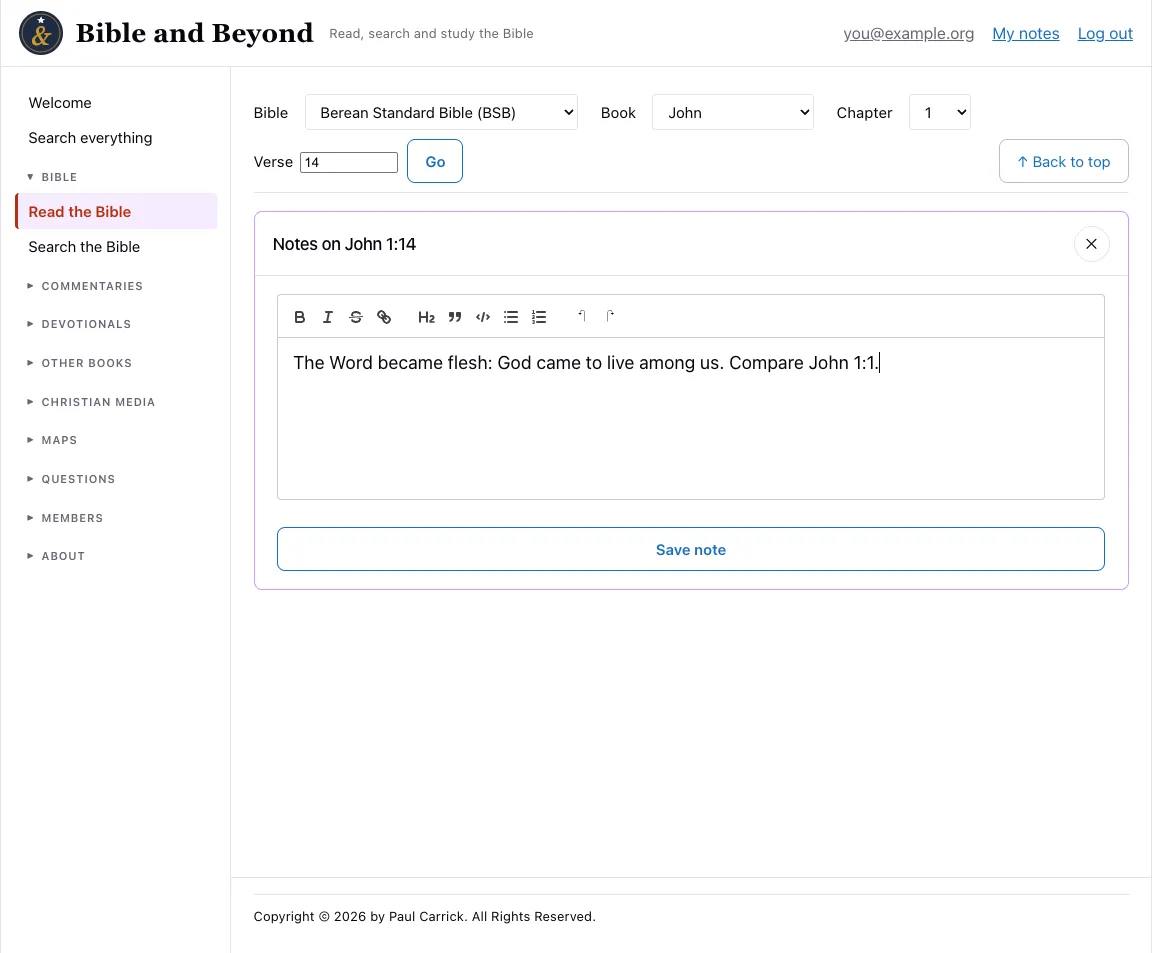 &
Bible and Beyond
Read, search and study the Bible
you@example.org
My notes
Log out
Welcome
Search everything
BIBLE
Read the Bible
Search the Bible
COMMENTARIES
DEVOTIONALS
OTHER BOOKS
CHRISTIAN MEDIA
MAPS
QUESTIONS
MEMBERS
ABOUT
Bible Berean Standard Bible (BSB) Book John Chapter 1
Verse 14 Go ↑ Back to top
Notes on John 1:14
B I S H2
The Word became flesh: God came to live among us. Compare John 1:1.
Save note
Copyright © 2026 by Paul Carrick. All Rights Reserved.